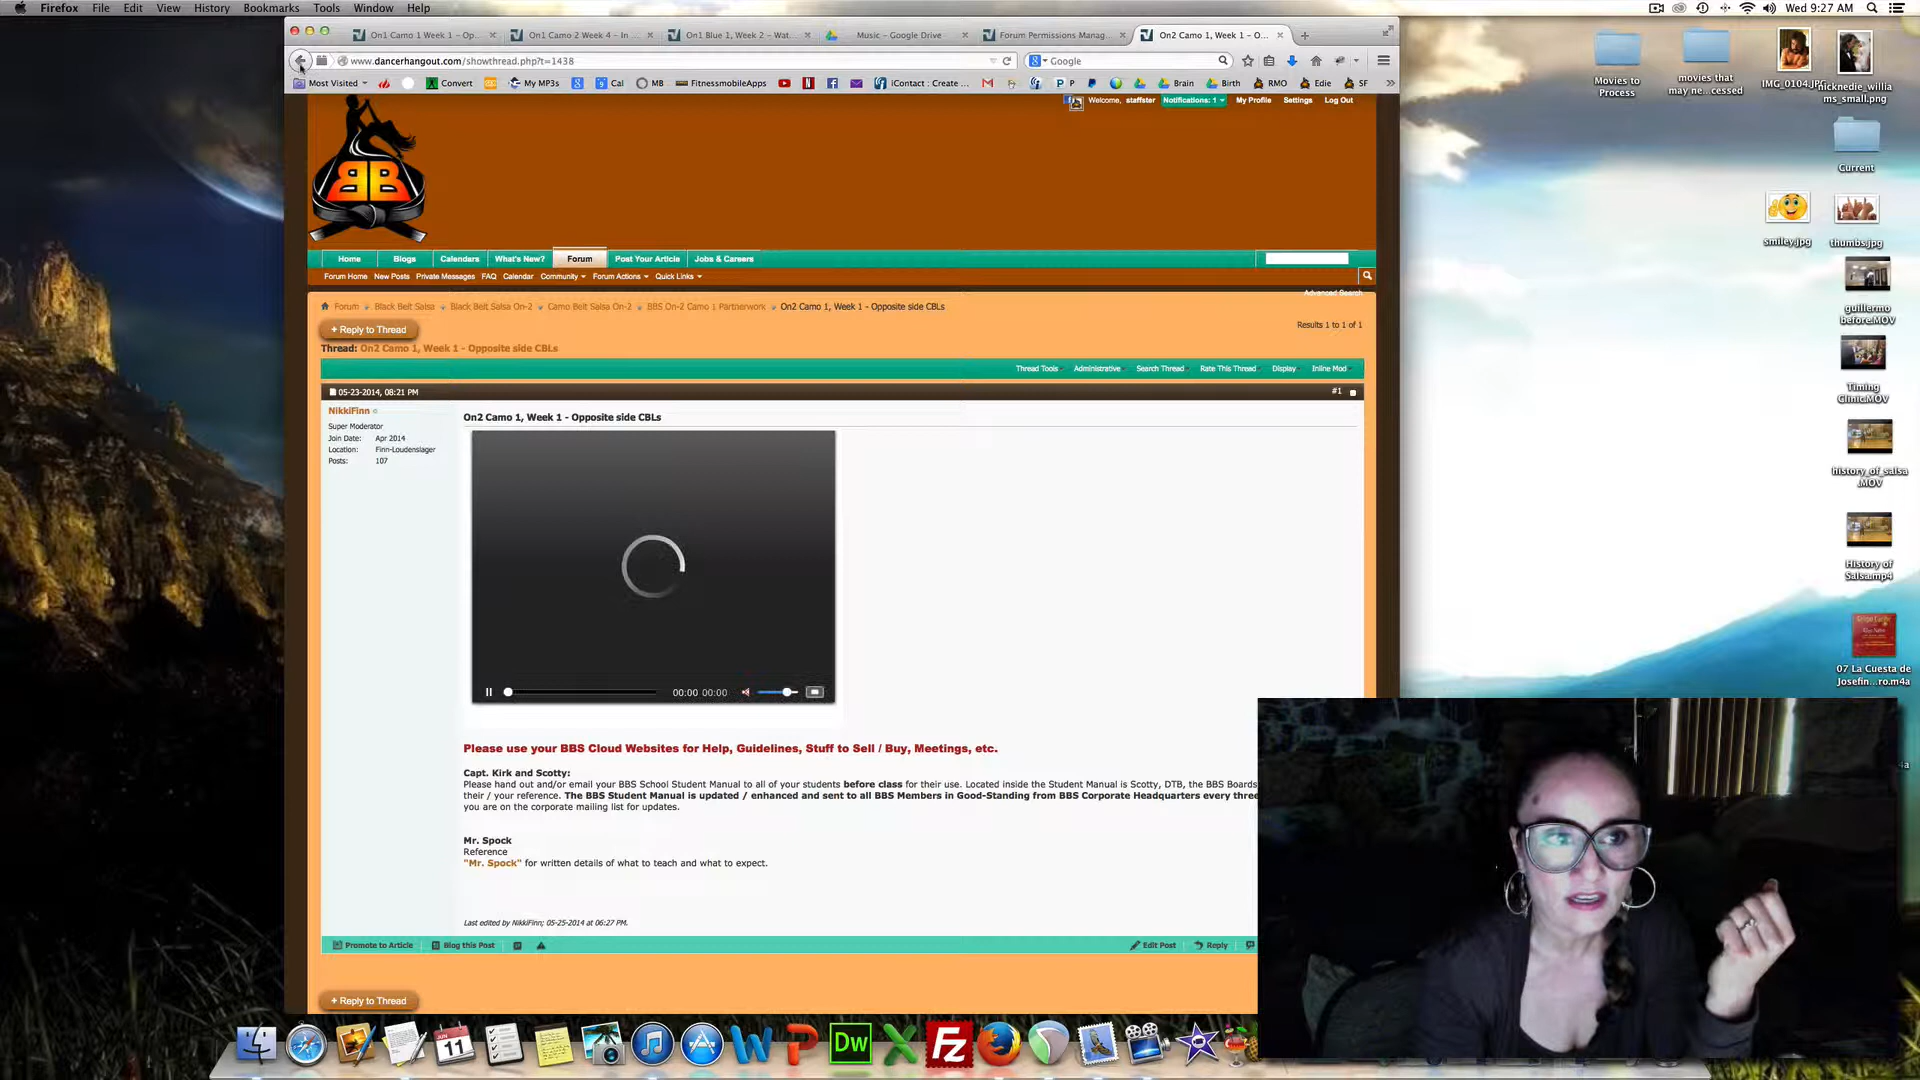 Firefox File Edit View History Bookmarks Tools Window Help Wed 9:27 AM
On1 Camo 1 Week 1 - Op... On1 Camo 2 Week 4 - In ... On1 Blue 1, Week 2 - Wat... Music - Google Drive Forum Permissions Manag... On2 Camo 1, Week 1 - O...
www.dancerhangout.com/showthread.php?t=1438 Google
Most Visited Convert My MP3s Cal MB FitnessmobileApps iContact : Create ... P Brain Birth RMO Edie SF
Welcome, staffster Notifications: 1 My Profile Settings Log Out
BB
Home Blogs Calendars What's New? Forum Post Your Article Jobs & Careers
Forum Home New Posts Private Messages FAQ Calendar Community Forum Actions Quick Links
Advanced Search
Forum Black Belt Salsa Black Belt Salsa On-2 Camo Belt Salsa On-2 BBS On-2 Camo 1 Partnerwork On2 Camo 1, Week 1 - Opposite side CBLs
+ Reply to Thread
Results 1 to 1 of 1
Thread: On2 Camo 1, Week 1 - Opposite side CBLs
Thread Tools Administrative Search Thread Rate This Thread Display Inline Mod
05-23-2014, 08:21 PM #1
NikkiFinn
Super Moderator
Join Date: Apr 2014
Location: Finn-Loudenslager
Posts: 107
On2 Camo 1, Week 1 - Opposite side CBLs
00:00 00:00
Please use your BBS Cloud Websites for Help, Guidelines, Stuff to Sell / Buy, Meetings, etc.
Capt. Kirk and Scotty:
Please hand out and/or email your BBS School Student Manual to all of your students before class for their use. Located inside the Student Manual is Scotty, DTB, the BBS Boards
their / your reference. The BBS Student Manual is updated / enhanced and sent to all BBS Members in Good-Standing from BBS Corporate Headquarters every three
you are on the corporate mailing list for updates.
Mr. Spock
Reference
"Mr. Spock" for written details of what to teach and what to expect.
Last edited by NikkiFinn; 05-25-2014 at 06:27 PM.
Promote to Article Blog this Post Edit Post Reply
+ Reply to Thread
Movies to
Process
movies that
may ne...cessed
IMG_0104.JPG
nicknedie_willia
ms_small.png
Current
smiley.jpg
thumbs.jpg
guillermo
before.MOV
Timing
Clinic.MOV
history_of_salsa
.MOV
History of
Salsa.mp4
07 La Cuesta de
Josefin...ro.m4a
JUN
11
W
P
Dw
X
Fz